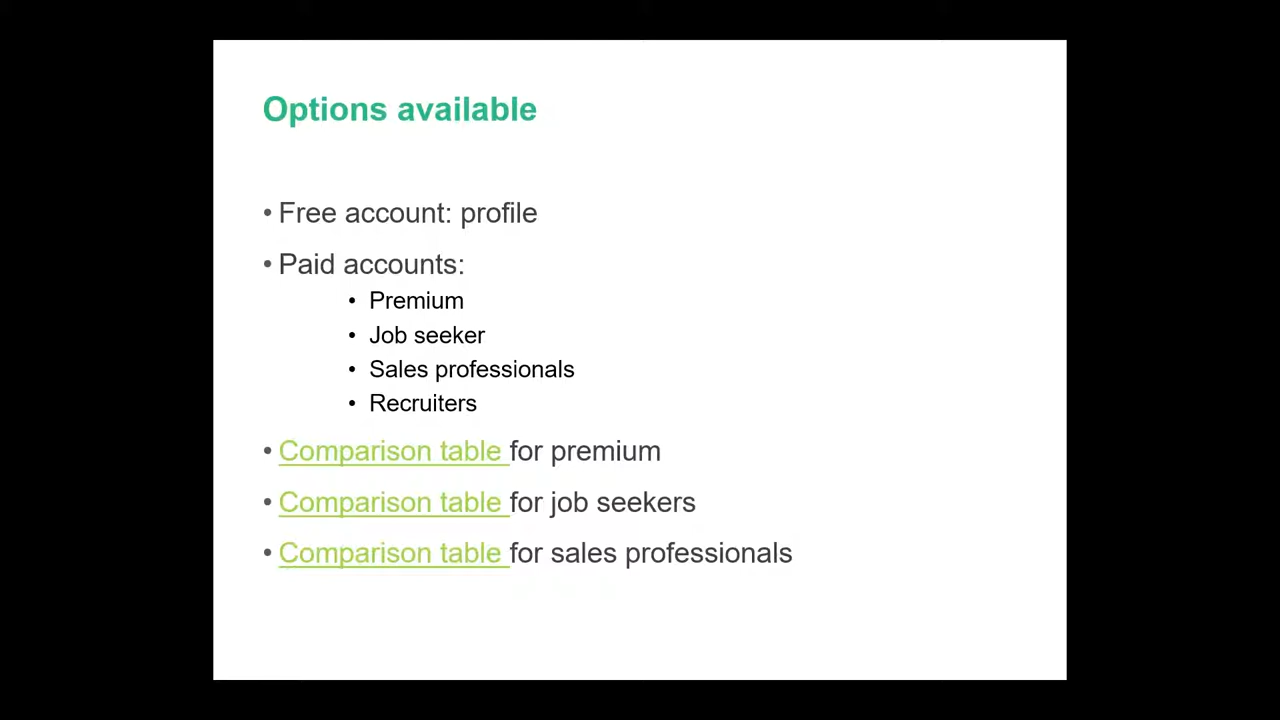 Options available
• Free account: profile
• Paid accounts:
• Premium
• Job seeker
• Sales professionals
• Recruiters
• Comparison table for premium
• Comparison table for job seekers
• Comparison table for sales professionals